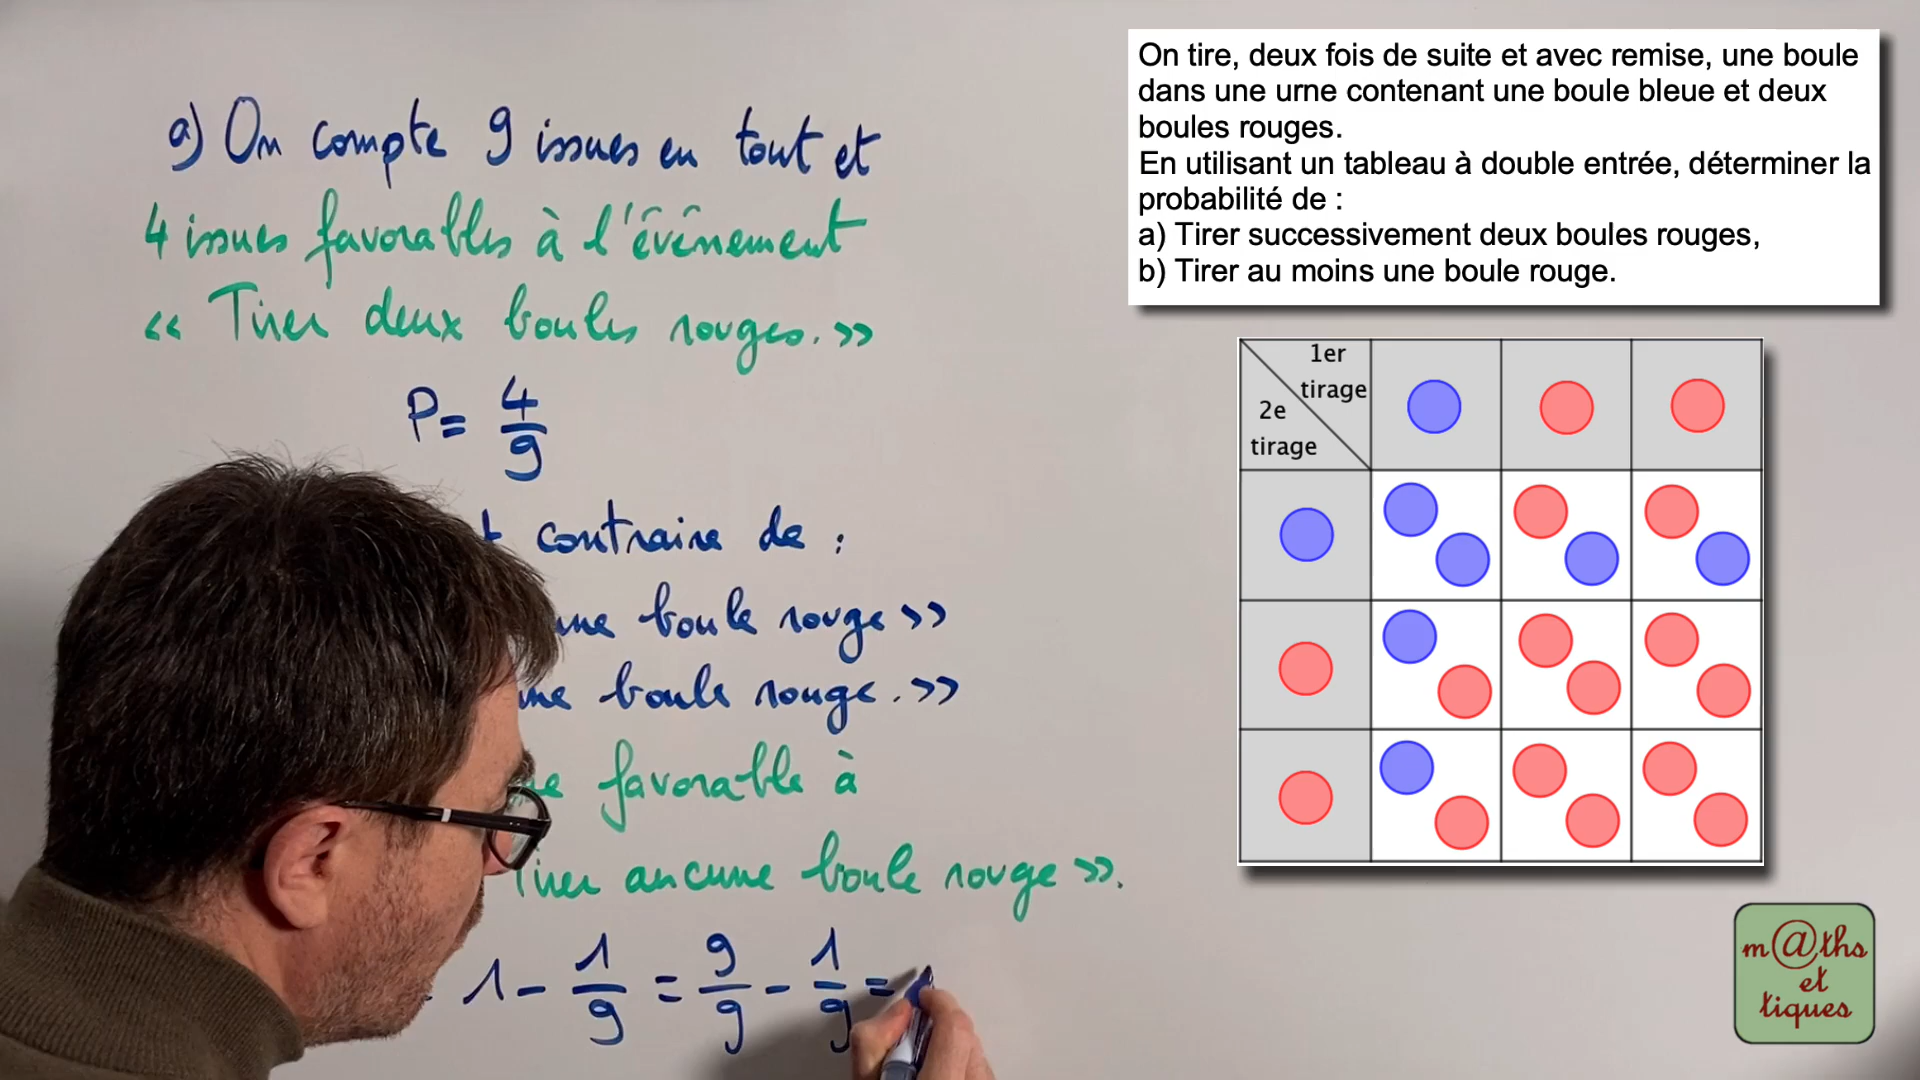 a) On compte 9 issues en tout et
4 issues favorables à l'évênement
<< Tirer deux boules rouges. >>
P = 4/9
contraire de :
une boule rouge >>
une boule rouge. >>
favorable à
Tirer aucune boule rouge >>.
1 - 1/9 = 9/9 - 1/9 =
On tire, deux fois de suite et avec remise, une boule
dans une urne contenant une boule bleue et deux
boules rouges.
En utilisant un tableau à double entrée, déterminer la
probabilité de :
a) Tirer successivement deux boules rouges,
b) Tirer au moins une boule rouge.
1er
tirage
2e
tirage
m@ths
et
tiques